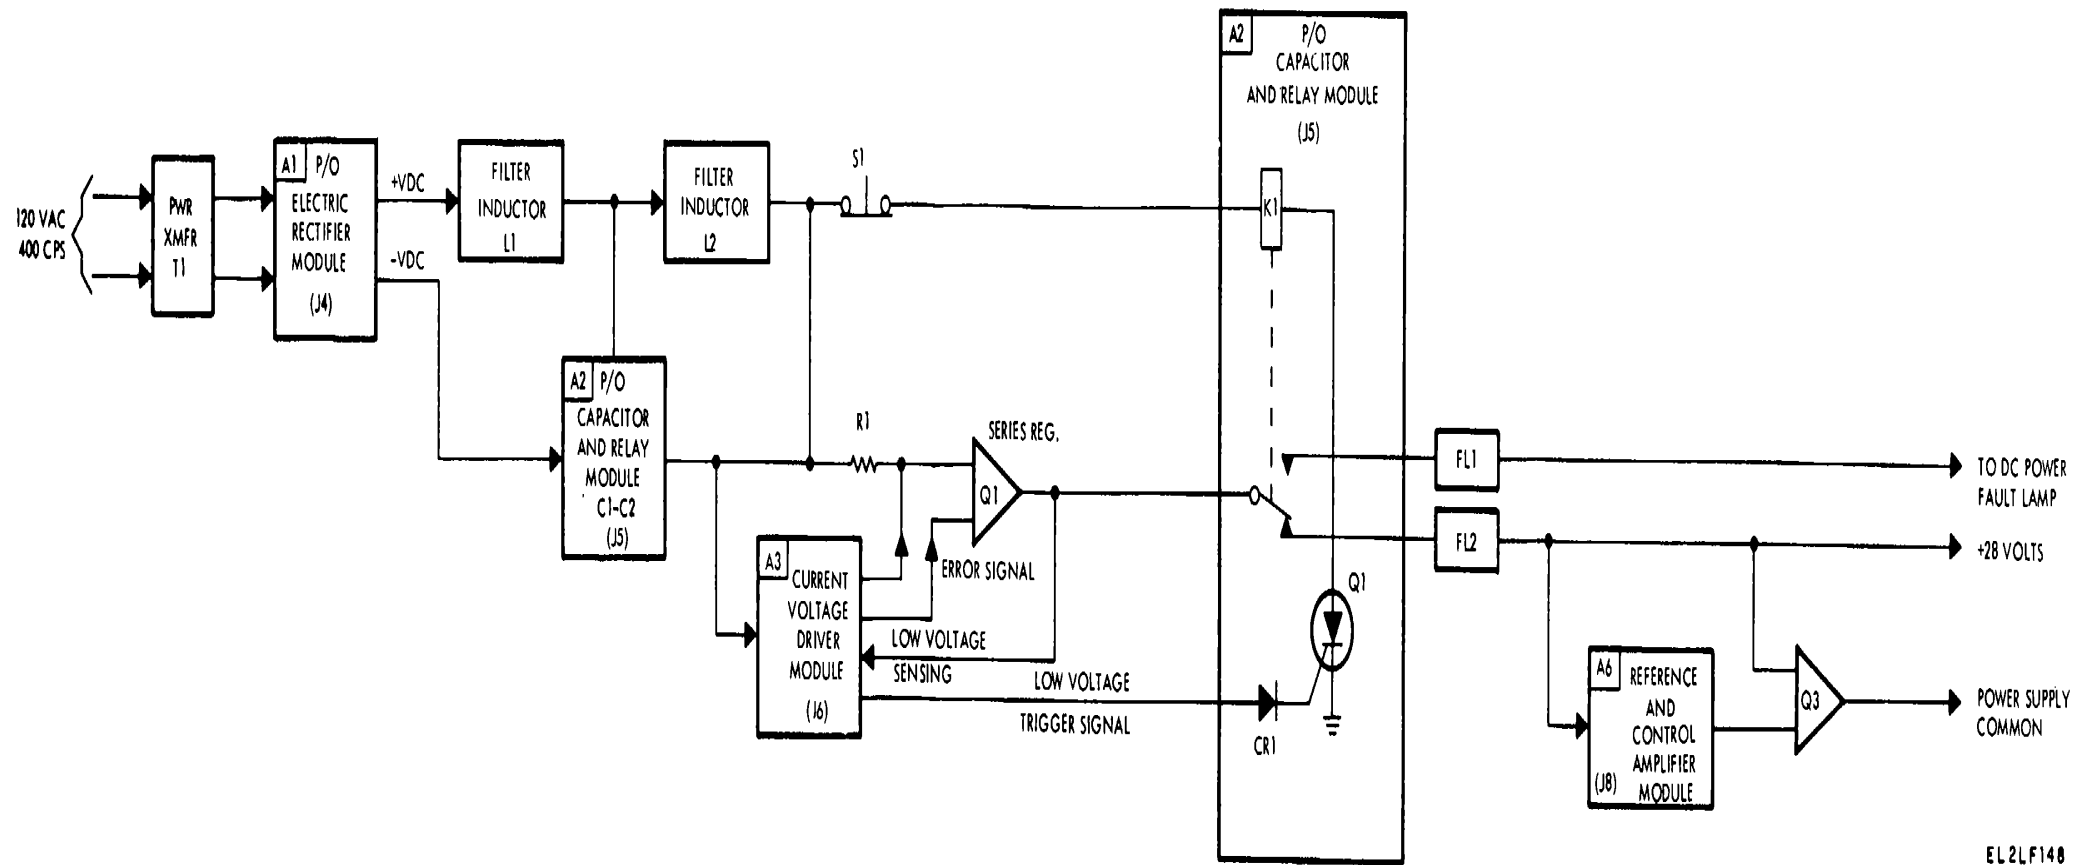 120 VAC
400 CPS
PWR
XMFR
T1
A1 P/O
ELECTRIC
RECTIFIER
MODULE
(J4)
+VDC
-VDC
FILTER
INDUCTOR
L1
FILTER
INDUCTOR
L2
S1
A2 P/O
CAPACITOR
AND RELAY
MODULE
C1-C2
(J5)
R1
SERIES REG.
Q1
ERROR SIGNAL
A3
CURRENT
VOLTAGE
DRIVER
MODULE
(J6)
LOW VOLTAGE
SENSING
LOW VOLTAGE
TRIGGER SIGNAL
A2 P/O
CAPACITOR
AND RELAY MODULE
(J5)
K1
Q1
CR1
FL1
FL2
TO DC POWER
FAULT LAMP
+28 VOLTS
A6 REFERENCE
AND
CONTROL
AMPLIFIER
(J8) MODULE
Q3
POWER SUPPLY
COMMON
EL2LF148